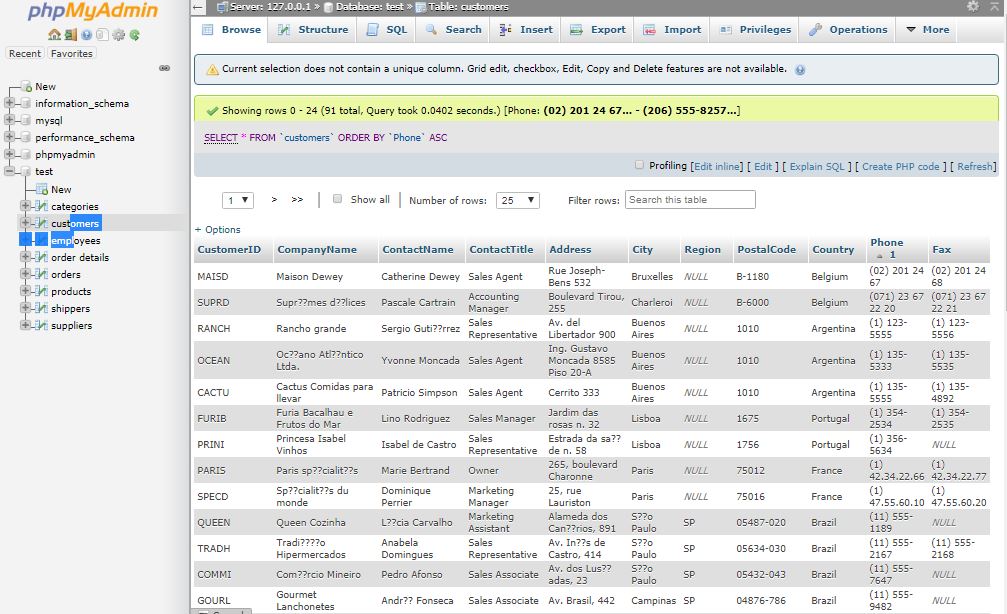 phpMyAdmin
Recent Favorites
New
information_schema
mysql
performance_schema
phpmyadmin
test
New
categories
customers
employees
order details
orders
products
shippers
suppliers
Server: 127.0.0.1 » Database: test » Table: customers
Browse Structure SQL Search Insert Export Import Privileges Operations More
Current selection does not contain a unique column. Grid edit, checkbox, Edit, Copy and Delete features are not available.
Showing rows 0 - 24 (91 total, Query took 0.0402 seconds.) [Phone: (02) 201 24 67... - (206) 555-8257...]
SELECT * FROM `customers` ORDER BY `Phone` ASC
Profiling [Edit inline] [ Edit ] [ Explain SQL ] [ Create PHP code ] [ Refresh]
1 > >> Show all Number of rows: 25 Filter rows: Search this table
+ Options
CustomerID CompanyName ContactName ContactTitle Address City Region PostalCode Country Phone 1 Fax
MAISD Maison Dewey Catherine Dewey Sales Agent Rue Joseph-Bens 532 Bruxelles NULL B-1180 Belgium (02) 201 24 67 (02) 201 24 68
SUPRD Supr??mes d??lices Pascale Cartrain Accounting Manager Boulevard Tirou, 255 Charleroi NULL B-6000 Belgium (071) 23 67 22 20 (071) 23 67 22 21
RANCH Rancho grande Sergio Guti??rrez Sales Representative Av. del Libertador 900 Buenos Aires NULL 1010 Argentina (1) 123-5555 (1) 123-5556
OCEAN Oc??ano Atl??ntico Ltda. Yvonne Moncada Sales Agent Ing. Gustavo Moncada 8585 Piso 20-A Buenos Aires NULL 1010 Argentina (1) 135-5333 (1) 135-5535
CACTU Cactus Comidas para llevar Patricio Simpson Sales Agent Cerrito 333 Buenos Aires NULL 1010 Argentina (1) 135-5555 (1) 135-4892
FURIB Furia Bacalhau e Frutos do Mar Lino Rodriguez Sales Manager Jardim das rosas n. 32 Lisboa NULL 1675 Portugal (1) 354-2534 (1) 354-2535
PRINI Princesa Isabel Vinhos Isabel de Castro Sales Representative Estrada da sa?? de n. 58 Lisboa NULL 1756 Portugal (1) 356-5634 NULL
PARIS Paris sp??cialit??s Marie Bertrand Owner 265, boulevard Charonne Paris NULL 75012 France (1) 42.34.22.66 (1) 42.34.22.77
SPECD Sp??cialit??s du monde Dominique Perrier Marketing Manager 25, rue Lauriston Paris NULL 75016 France (1) 47.55.60.10 (1) 47.55.60.20
QUEEN Queen Cozinha L??cia Carvalho Marketing Assistant Alameda dos Can??rios, 891 S??o Paulo SP 05487-020 Brazil (11) 555-1189 NULL
TRADH Tradi????o Hipermercados Anabela Domingues Sales Representative Av. In??s de Castro, 414 S??o Paulo SP 05634-030 Brazil (11) 555-2167 (11) 555-2168
COMMI Com??rcio Mineiro Pedro Afonso Sales Associate Av. dos Lus?? adas, 23 S??o Paulo SP 05432-043 Brazil (11) 555-7647 NULL
GOURL Gourmet Lanchonetes Andr?? Fonseca Sales Associate Av. Brasil, 442 Campinas SP 04876-786 Brazil (11) 555-9482 NULL